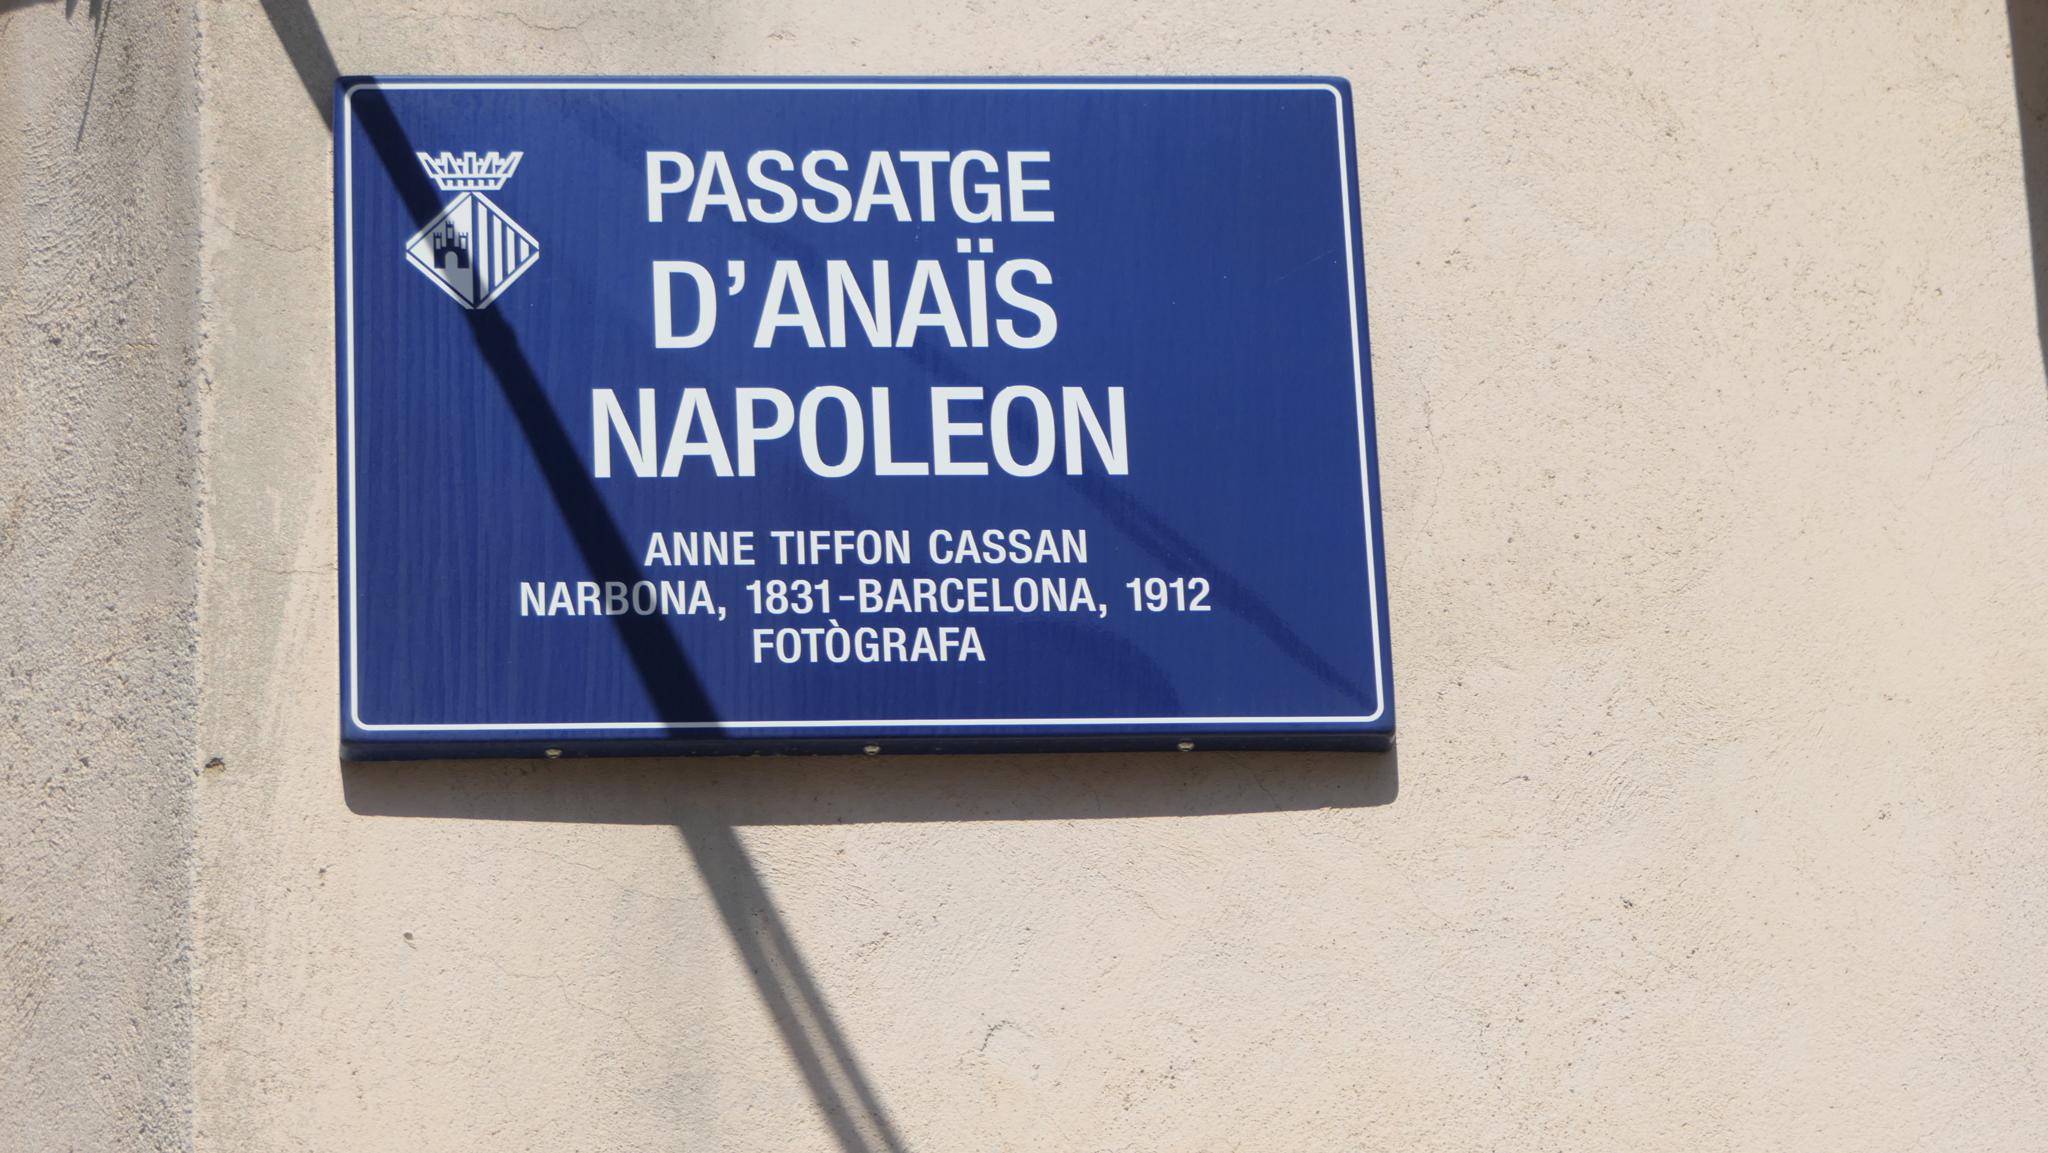 PASSATGE
D'ANAÏS
NAPOLEON
ANNE TIFFON CASSAN
NARBONA, 1831-BARCELONA, 1912
FOTÒGRAFA